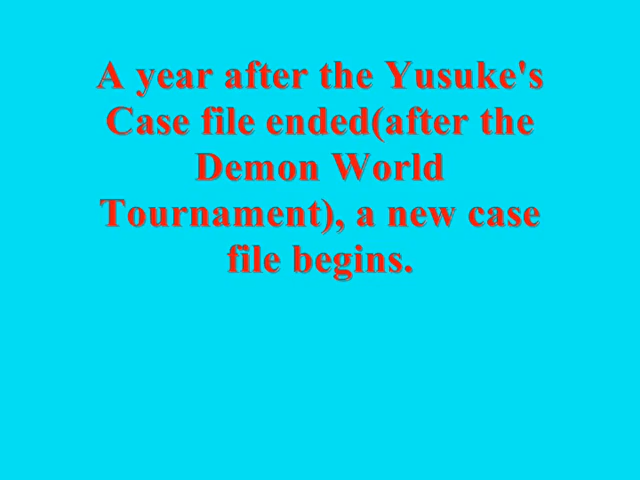 A year after the Yusuke's
Case file ended(after the
Demon World
Tournament), a new case
file begins.